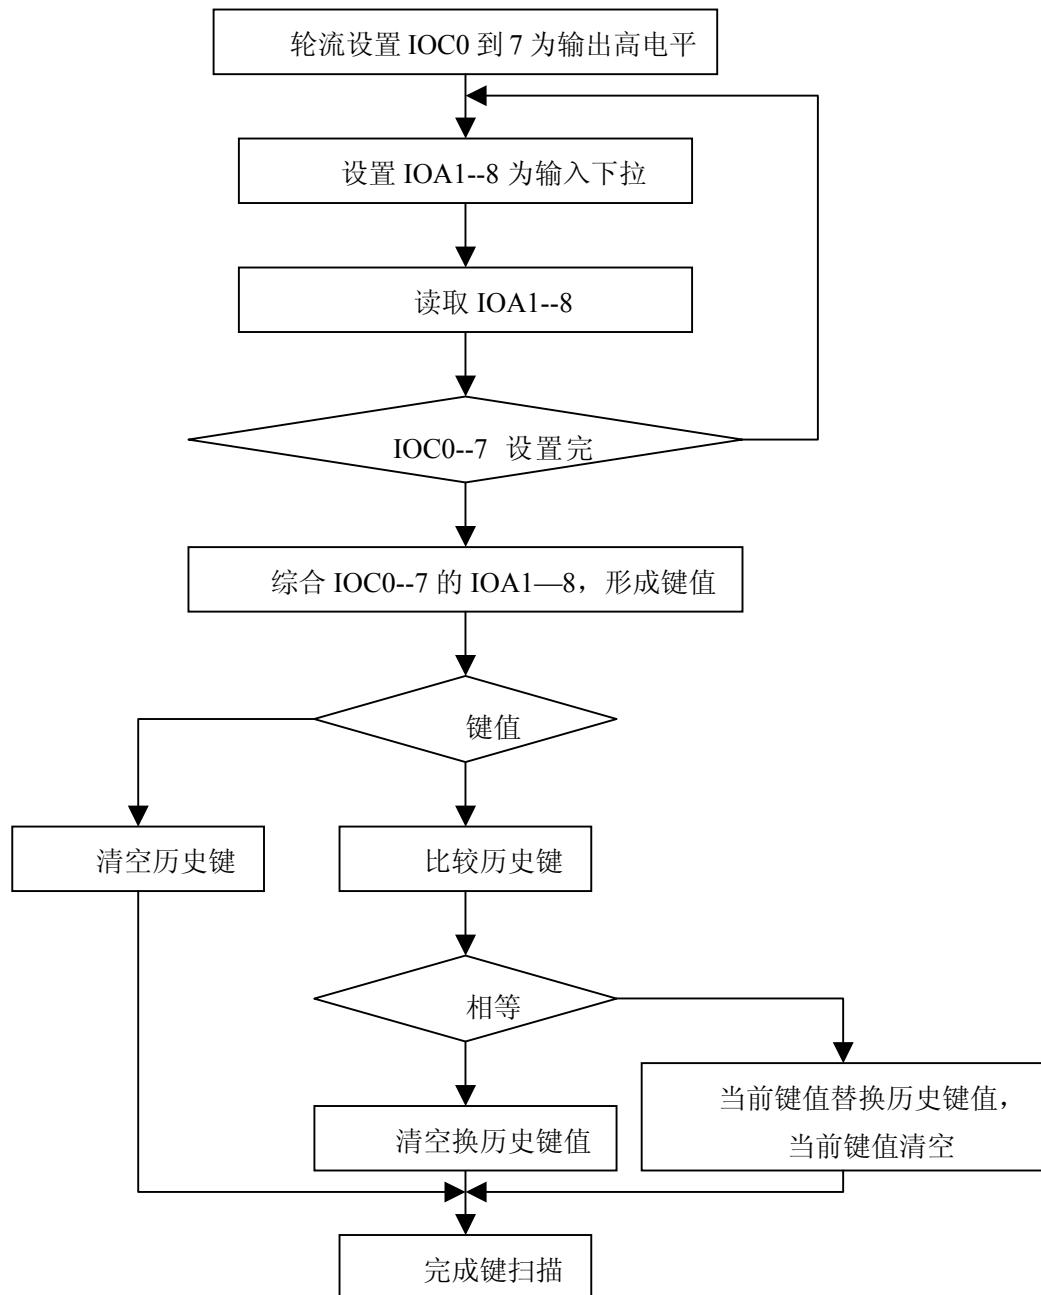 轮流设置 IOC0 到 7 为输出高电平
设置 IOA1--8 为输入下拉
读取 IOA1--8
IOC0--7 设置完
综合 IOC0--7 的 IOA1—8，形成键值
键值
清空历史键
比较历史键
相等
当前键值替换历史键值，
当前键值清空
清空换历史键值
完成键扫描